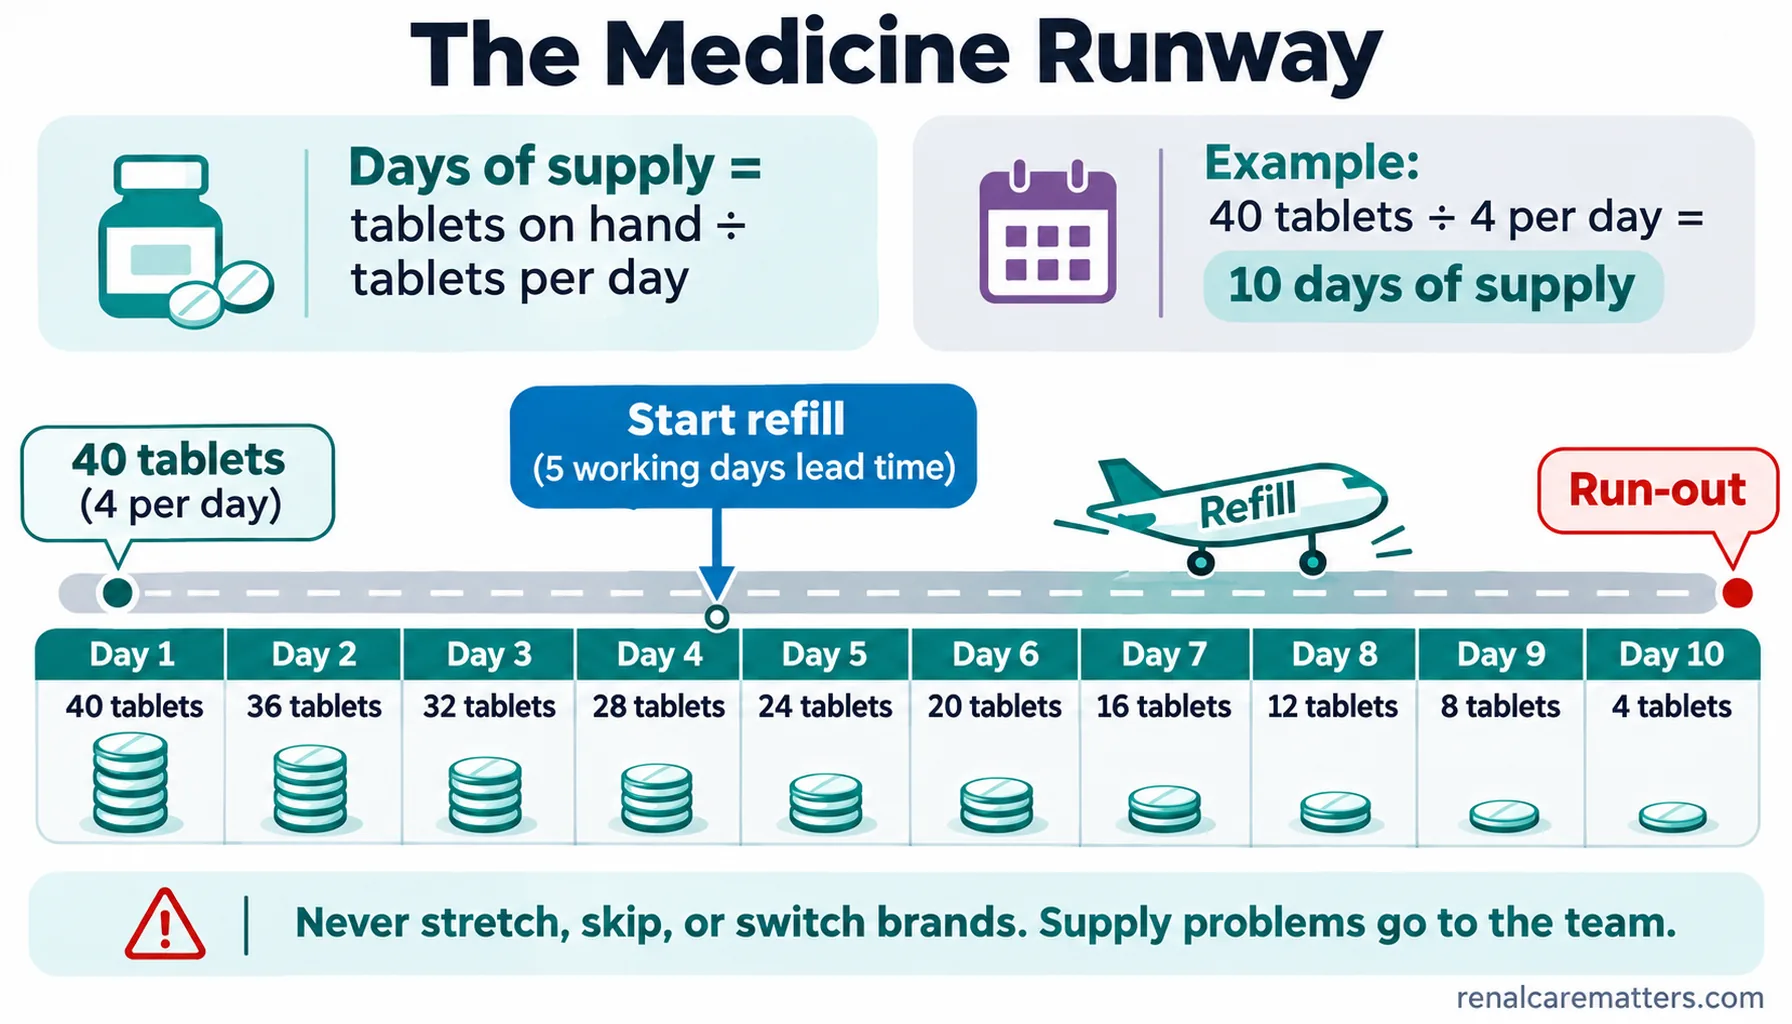 The Medicine Runway
Days of supply =
tablets on hand ÷
tablets per day
Example:
40 tablets ÷ 4 per day =
10 days of supply
40 tablets
(4 per day)
Start refill
(5 working days lead time)
Refill
Run-out
Day 1
Day 2
Day 3
Day 4
Day 5
Day 6
Day 7
Day 8
Day 9
Day 10
40 tablets
36 tablets
32 tablets
28 tablets
24 tablets
20 tablets
16 tablets
12 tablets
8 tablets
4 tablets
Never stretch, skip, or switch brands. Supply problems go to the team.
renalcarematters.com